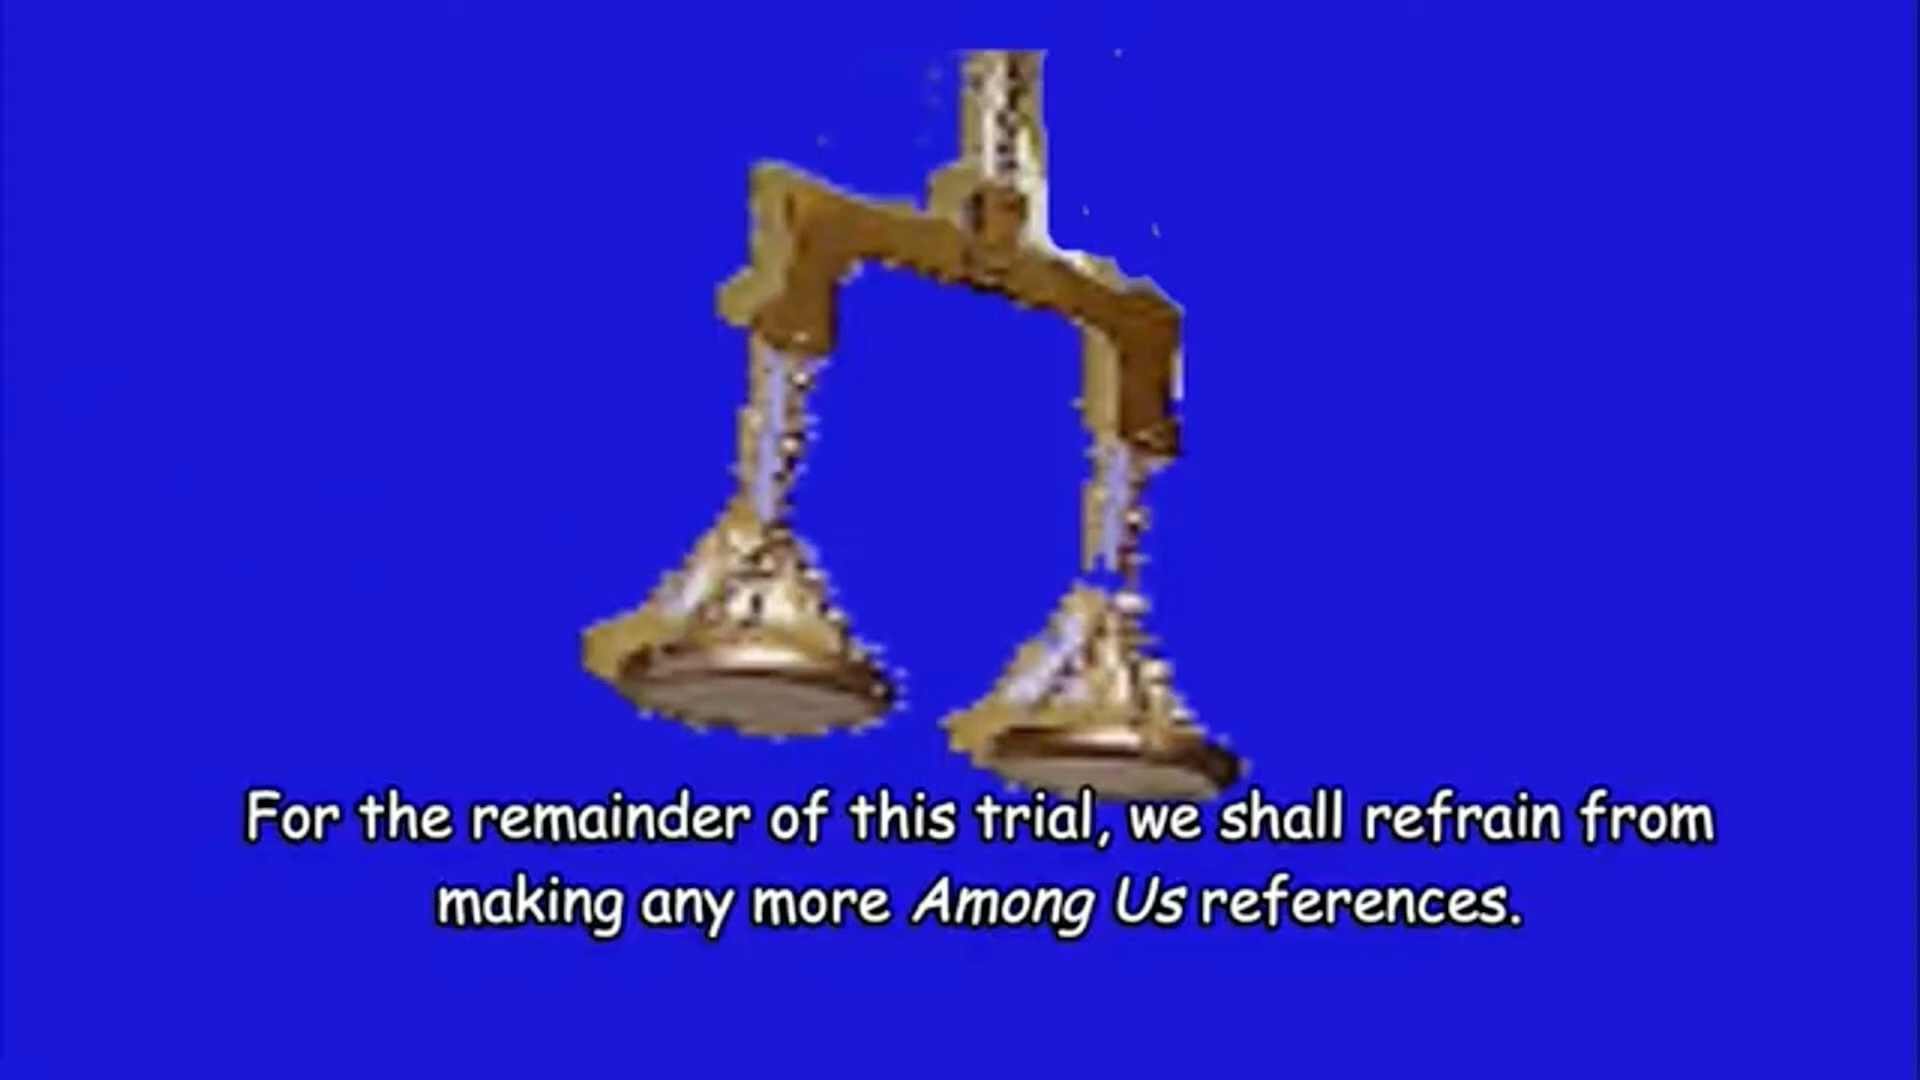 For the remainder of this trial, we shall refrain from
making any more Among Us references.